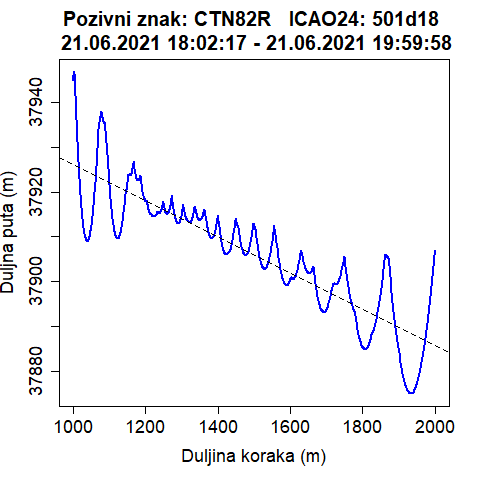 Pozivni znak: CTN82R   ICAO24: 501d18
21.06.2021 18:02:17 - 21.06.2021 19:59:58
Duljna puta (m)
37940
37920
37900
37880
1000
1200
1400
1600
1800
2000
Duljina koraka (m)